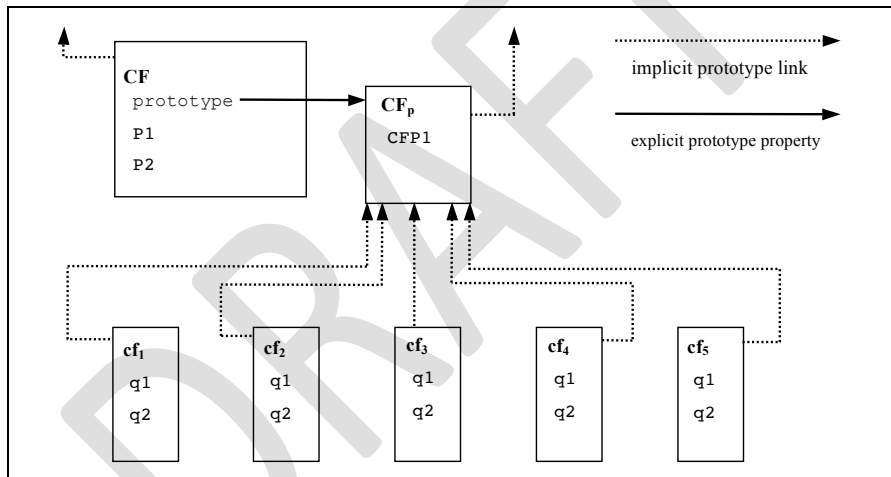 CF
prototype
P1
P2
CFp
CFP1
implicit prototype link
explicit prototype property
cf1
q1
q2
cf2
q1
q2
cf3
q1
q2
cf4
q1
q2
cf5
q1
q2
DRAFT